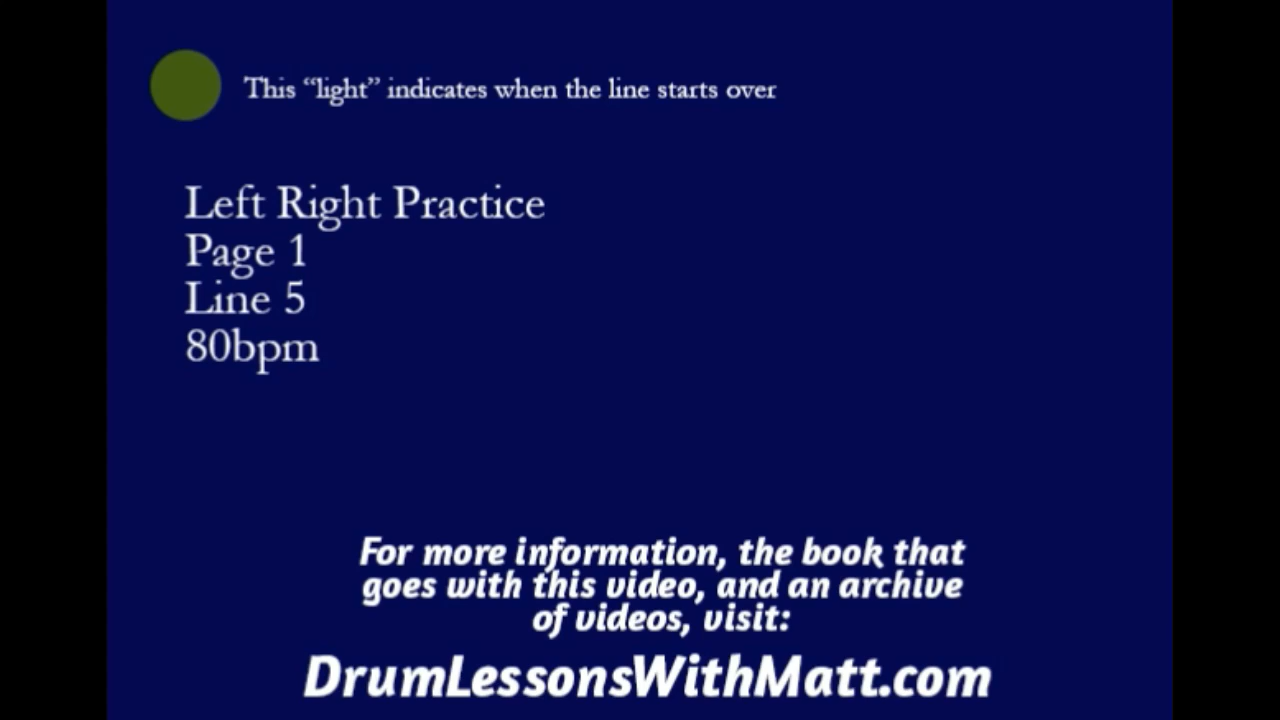 This “light” indicates when the line starts over
Left Right Practice
Page 1
Line 5
80bpm
For more information, the book that
goes with this video, and an archive
of videos, visit:
DrumLessonsWithMatt.com